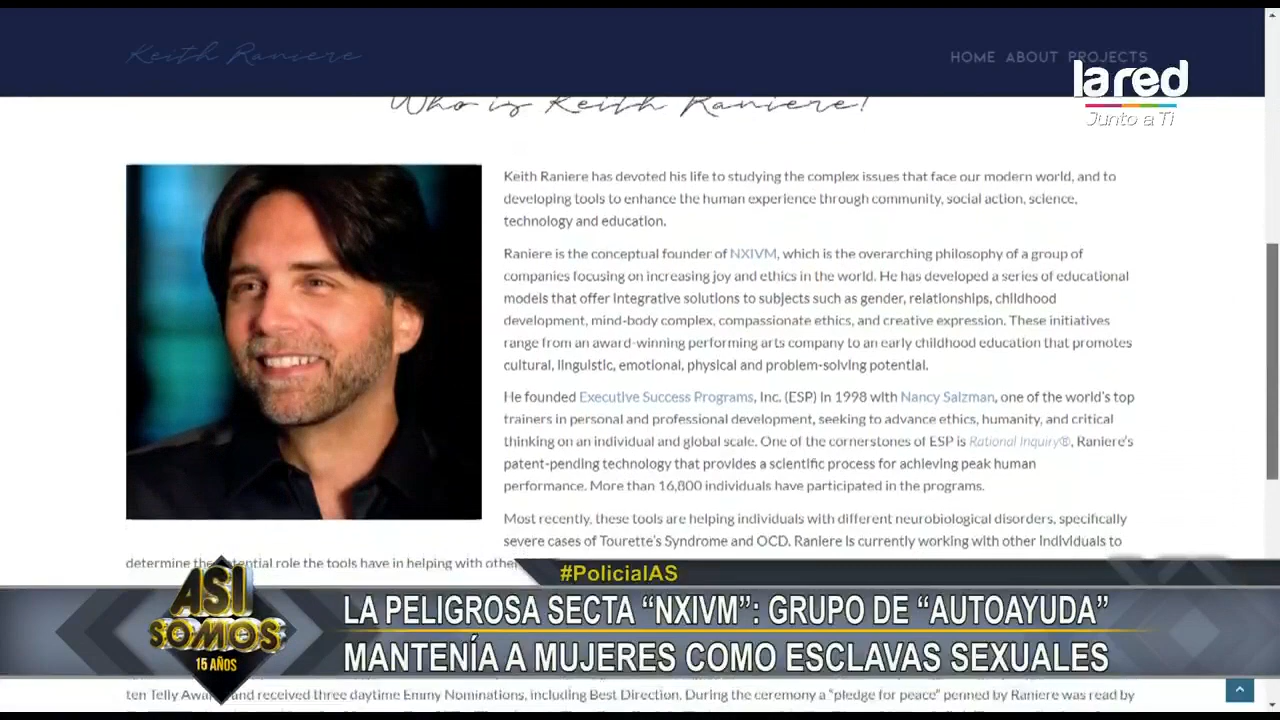 Keith Raniere
HOME ABOUT PROJECTS
lared
Junto a Ti
Who is Keith Raniere?
Keith Raniere has devoted his life to studying the complex issues that face our modern world, and to
developing tools to enhance the human experience through community, social action, science,
technology and education.
Raniere is the conceptual founder of NXIVM, which is the overarching philosophy of a group of
companies focusing on increasing joy and ethics in the world. He has developed a series of educational
models that offer integrative solutions to subjects such as gender, relationships, childhood
development, mind-body complex, compassionate ethics, and creative expression. These initiatives
range from an award-winning performing arts company to an early childhood education that promotes
cultural, linguistic, emotional, physical and problem-solving potential.
He founded Executive Success Programs, Inc. (ESP) in 1998 with Nancy Salzman, one of the world's top
trainers in personal and professional development, seeking to advance ethics, humanity, and critical
thinking on an individual and global scale. One of the cornerstones of ESP is Rational Inquiry®, Raniere's
patent-pending technology that provides a scientific process for achieving peak human
performance. More than 16,800 individuals have participated in the programs.
Most recently, these tools are helping individuals with different neurobiological disorders, specifically
severe cases of Tourette's Syndrome and OCD. Raniere is currently working with other individuals to
determine the potential role the tools have in helping with other
#PolicialAS
ASI
SOMOS
15 AÑOS
LA PELIGROSA SECTA “NXIVM”: GRUPO DE “AUTOAYUDA”
MANTENÍA A MUJERES COMO ESCLAVAS SEXUALES
ten Telly Awa and received three daytime Emmy Nominations, including Best Direction. During the ceremony a “pledge for peace” penned by Raniere was read by